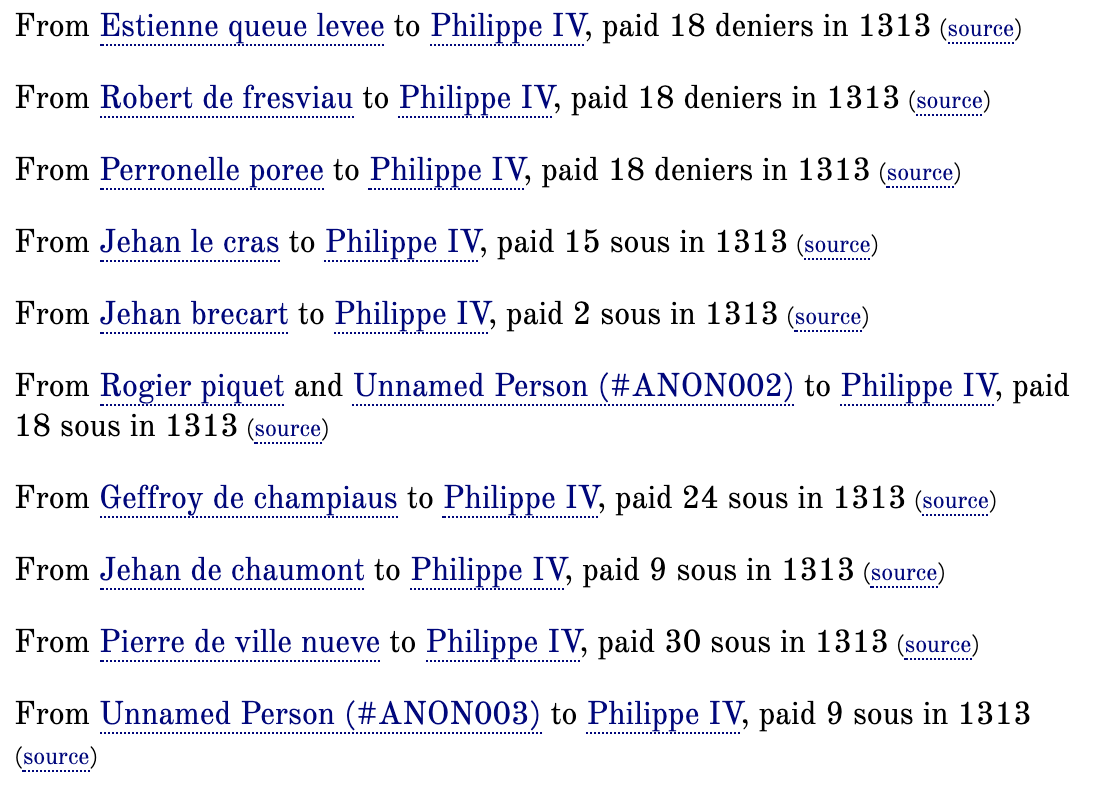 From Estienne queue levee to Philippe IV, paid 18 deniers in 1313 (source)
From Robert de fresviau to Philippe IV, paid 18 deniers in 1313 (source)
From Perronelle poree to Philippe IV, paid 18 deniers in 1313 (source)
From Jehan le cras to Philippe IV, paid 15 sous in 1313 (source)
From Jehan brecart to Philippe IV, paid 2 sous in 1313 (source)
From Rogier piquet and Unnamed Person (#ANON002) to Philippe IV, paid
18 sous in 1313 (source)
From Geffroy de champiaus to Philippe IV, paid 24 sous in 1313 (source)
From Jehan de chaumont to Philippe IV, paid 9 sous in 1313 (source)
From Pierre de ville nueve to Philippe IV, paid 30 sous in 1313 (source)
From Unnamed Person (#ANON003) to Philippe IV, paid 9 sous in 1313
(source)